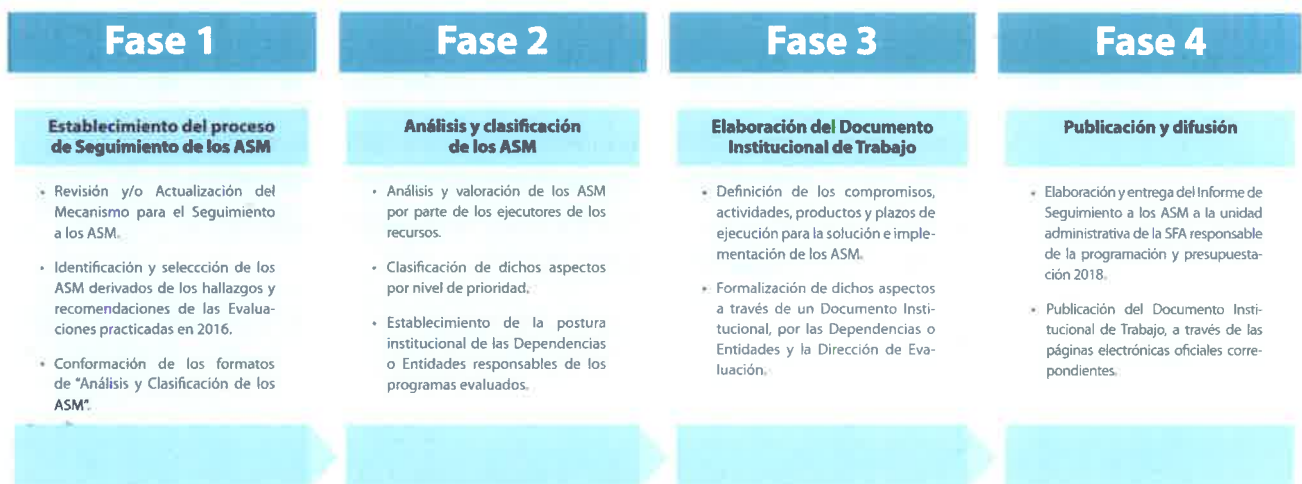 Fase 1
Establecimiento del proceso
de Seguimiento de los ASM
• Revisión y/o Actualización del
Mecanismo para el Seguimiento
a los ASM.
• Identificación y seleccción de los
ASM derivados de los hallazgos y
recomendaciones de las Evalua-
ciones practicadas en 2016.
• Conformación de los formatos
de "Análisis y Clasificación de los
ASM".
Fase 2
Análisis y clasificación
de los ASM
• Análisis y valoración de los ASM
por parte de los ejecutores de los
recursos.
• Clasificación de dichos aspectos
por nivel de prioridad.
• Establecimiento de la postura
institucional de las Dependencias
o Entidades responsables de los
programas evaluados.
Fase 3
Elaboración del Documento
Institucional de Trabajo
• Definición de los compromisos,
actividades, productos y plazos de
ejecución para la solución e imple-
mentación de los ASM.
• Formalización de dichos aspectos
a través de un Documento Insti-
tucional, por las Dependencias o
Entidades y la Dirección de Eva-
luación.
Fase 4
Publicación y difusión
• Elaboración y entrega del Informe de
Seguimiento a los ASM a la unidad
administrativa de la SFA responsable
de la programación y presupuesta-
ción 2018.
• Publicación del Documento Insti-
tucional de Trabajo, a través de las
páginas electrónicas oficiales corre-
pondientes.